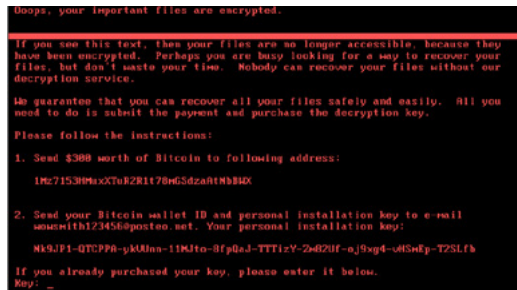 Ooops, your important files are encrypted.
If you see this text, then your files are no longer accessible, because they
have been encrypted. Perhaps you are busy looking for a way to recover your
files, but don't waste your time. Nobody can recover your files without our
decryption service.
We guarantee that you can recover all your files safely and easily. All you
need to do is submit the payment and purchase the decryption key.
Please follow the instructions:
1. Send $300 worth of Bitcoin to following address:
1Mz7153HMuxXTuR2R1t78mGSdzaAtNbBWX
2. Send your Bitcoin wallet ID and personal installation key to e-mail
wowsmith123456@posteo.net. Your personal installation key:
If you already purchased your key, please enter it below.
Key: _